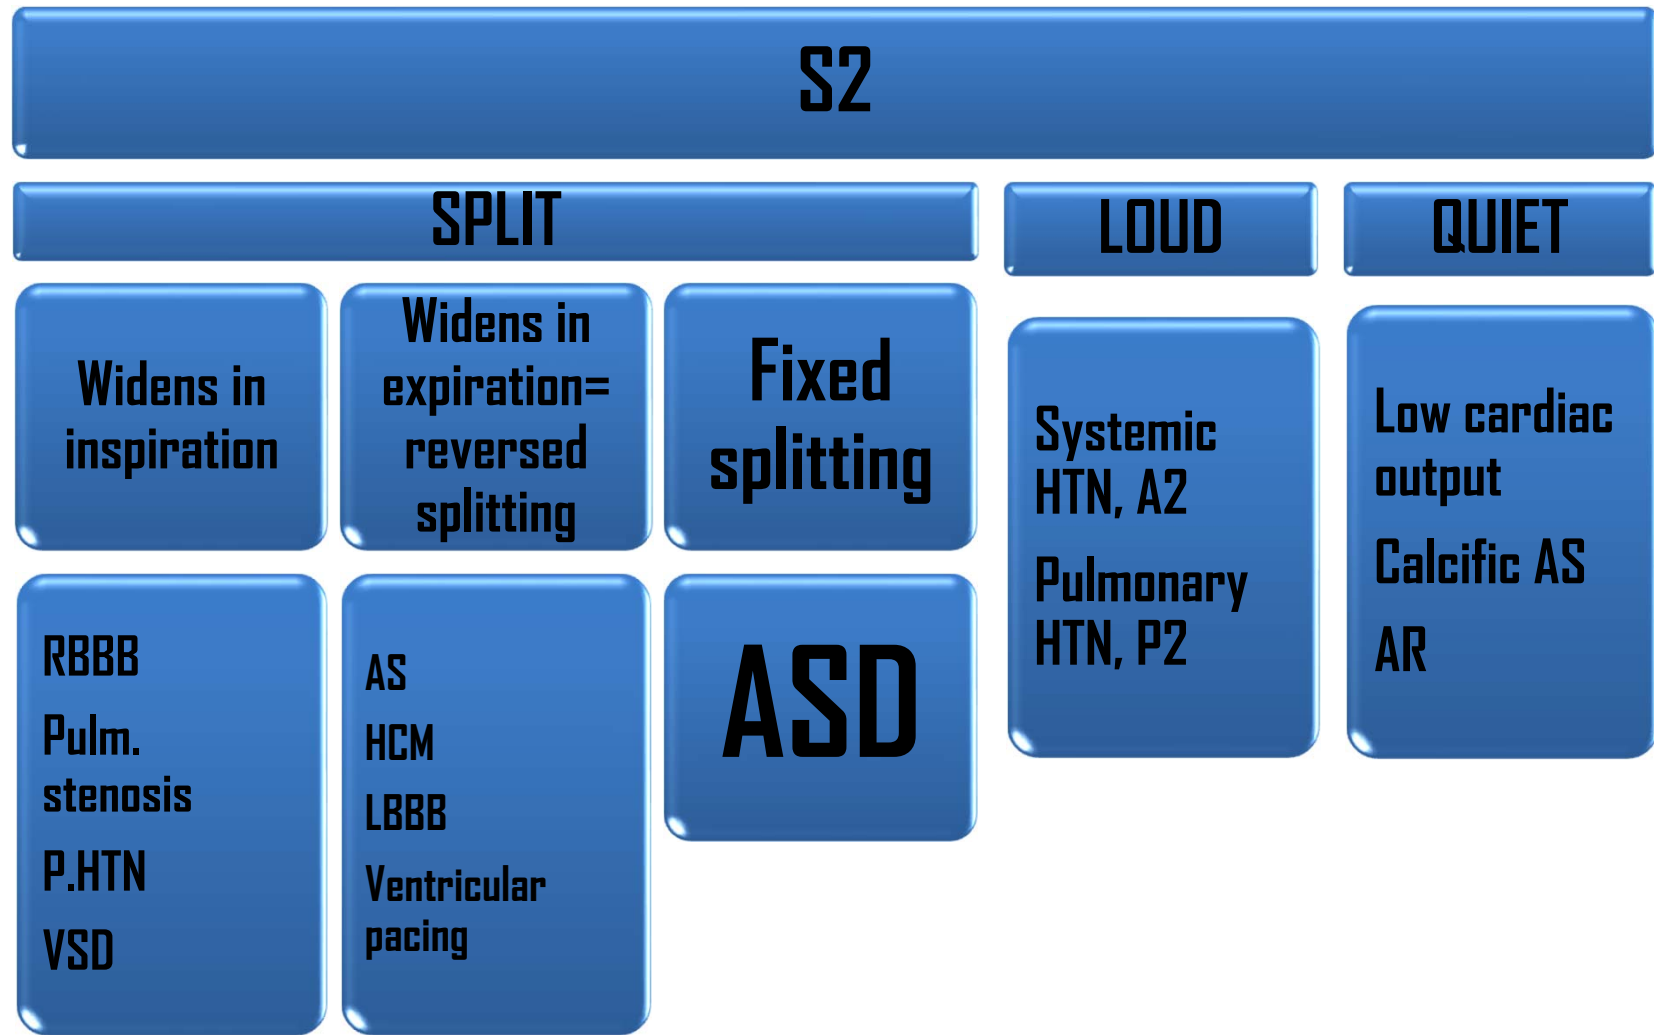 S2
SPLIT
Widens in
inspiration
RBBB
Pulm.
stenosis
P.HTN
VSD
Widens in
expiration=
reversed
splitting
AS
HCM
LBBB
Ventricular
pacing
Fixed
splitting
ASD
LOUD
Systemic
HTN, A2
Pulmonary
HTN, P2
QUIET
Low cardiac
output
Calcific AS
AR